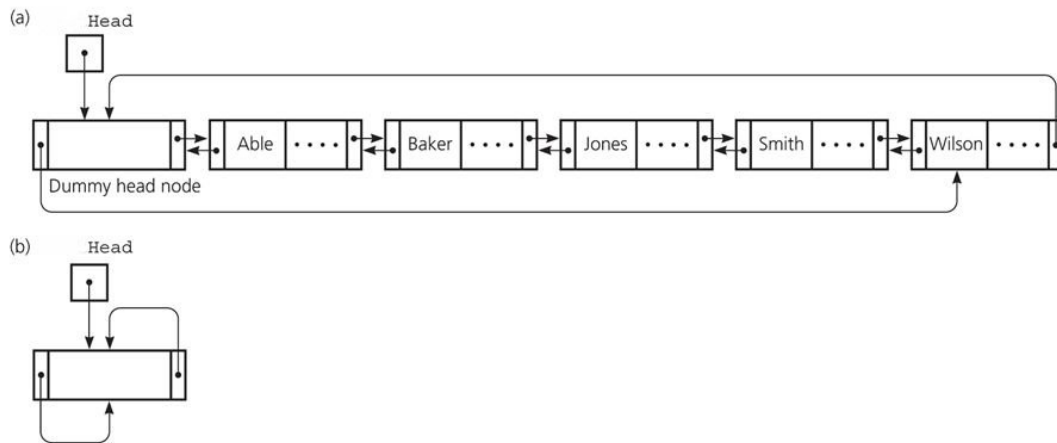 (a) Head
Able •••• Baker •••• Jones •••• Smith •••• Wilson ••••
Dummy head node
(b) Head